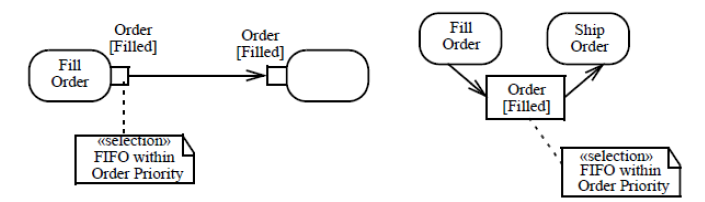 Order
[Filled]
Order
[Filled]
Fill
Order
«selection»
FIFO within
Order Priority
Fill
Order
Ship
Order
Order
[Filled]
«selection»
FIFO within
Order Priority